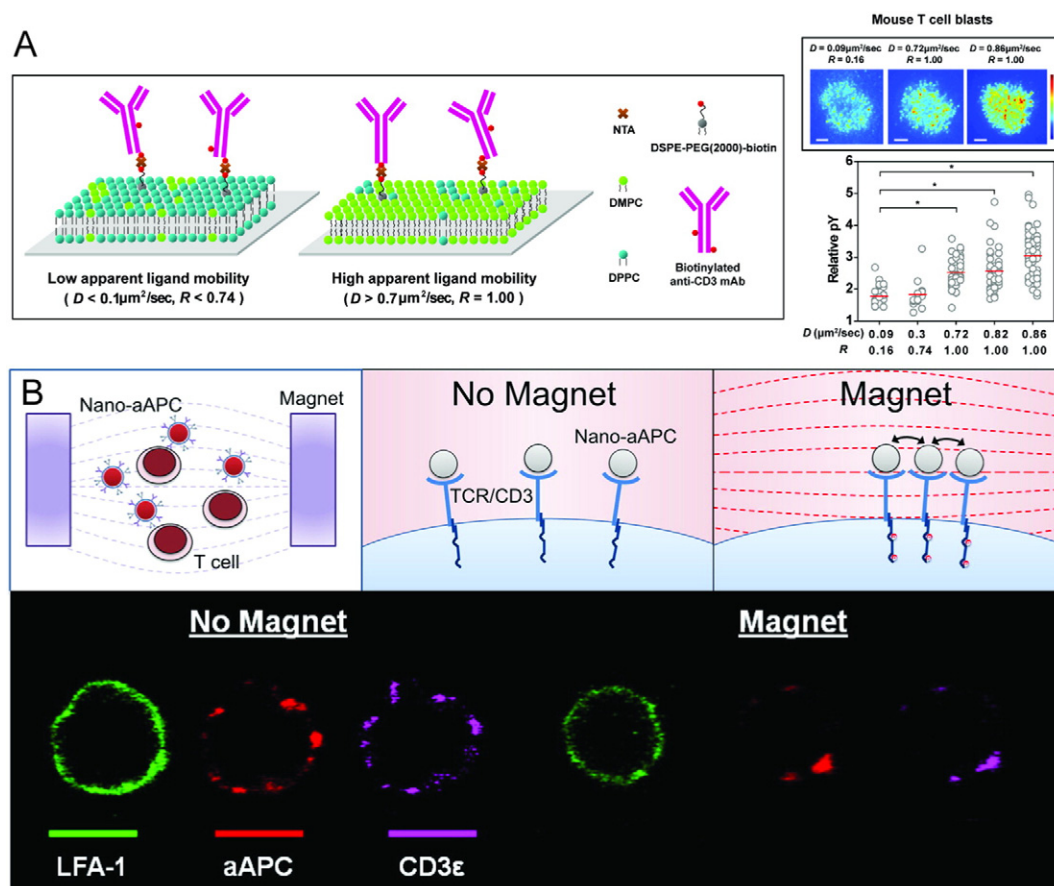 A
Low apparent ligand mobility
( D < 0.1µm²/sec, R < 0.74 )
High apparent ligand mobility
( D > 0.7µm²/sec, R = 1.00 )
NTA
DSPE-PEG(2000)-biotin
DMPC
DPPC
Biotinylated
anti-CD3 mAb
Mouse T cell blasts
D = 0.09µm²/sec
R = 0.16
D = 0.72µm²/sec
R = 1.00
D = 0.86µm²/sec
R = 1.00
Relative pY
6
5
4
3
2
1
*
*
*
D (µm²/sec) 0.09 0.3 0.72 0.82 0.86
R 0.16 0.74 1.00 1.00 1.00
B
Nano-aAPC
Magnet
T cell
No Magnet
Nano-aAPC
TCR/CD3
Magnet
No Magnet
Magnet
LFA-1
aAPC
CD3ε